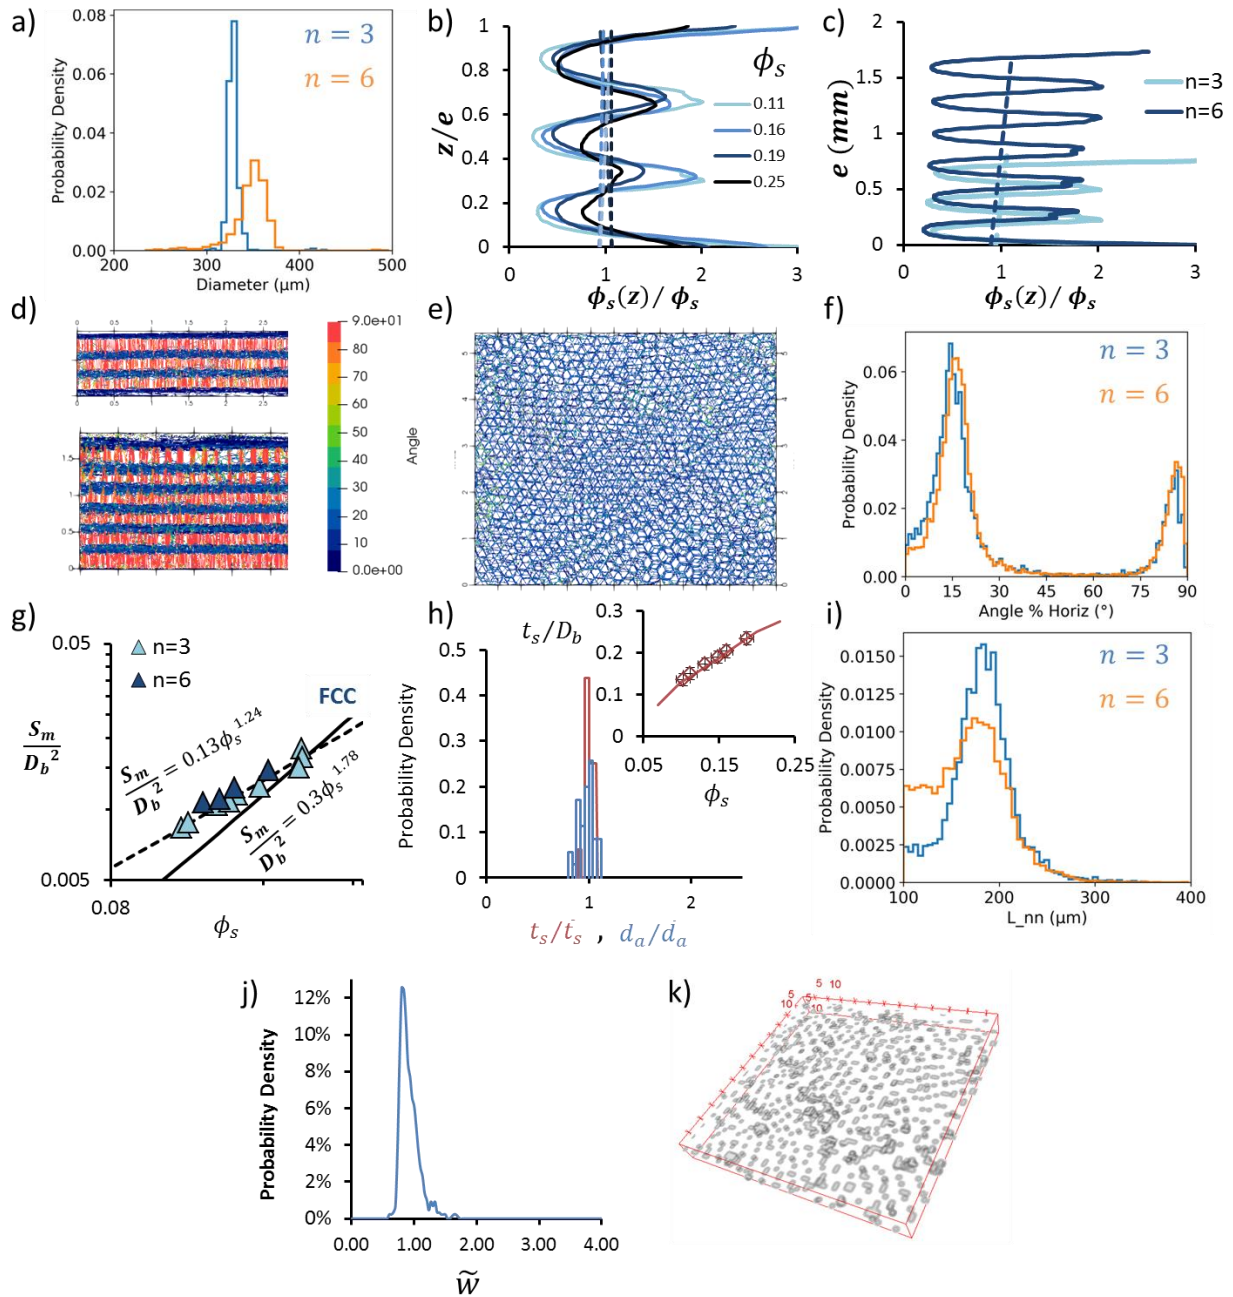 a)
n = 3
n = 6
0.08
0.06
0.04
0.02
0.00
200
300
400
500
Probability Density
Diameter (μm)
b)
1
0.8
0.6
0.4
0.2
0
z/e
0
1
2
3
ϕs
0.11
0.16
0.19
0.25
ϕs(z)/ ϕs
c)
2
1.5
1
0.5
0
e (mm)
n=3
n=6
0
1
2
3
ϕs(z)/ ϕs
d)
9.0e+01
80
70
60
50
40
30
20
10
0.0e+00
Angle
e)
f)
n = 3
n = 6
0.06
0.04
0.02
0.00
0
15
30
45
60
75
90
Probability Density
Angle % Horiz (°)
g)
0.05
n=3
n=6
FCC
Sm/Db² = 0.13ϕs^1.24
Sm/Db² = 0.3ϕs^1.78
Sm
Db²
0.005
0.08
ϕs
h)
ts/Db
0.3
0.2
0.1
0
0.05
0.15
0.25
ϕs
0.5
0.4
0.3
0.2
0.1
0
0
1
2
Probability Density
ts/t̄s , da/d̄a
i)
n = 3
n = 6
0.0150
0.0125
0.0100
0.0075
0.0050
0.0025
0.0000
100
200
300
400
Probability Density
L_nn (μm)
j)
12%
10%
8%
6%
4%
2%
0%
0.00
1.00
2.00
3.00
4.00
Probability Density
w̃
k)
5
10
5
10
5
10